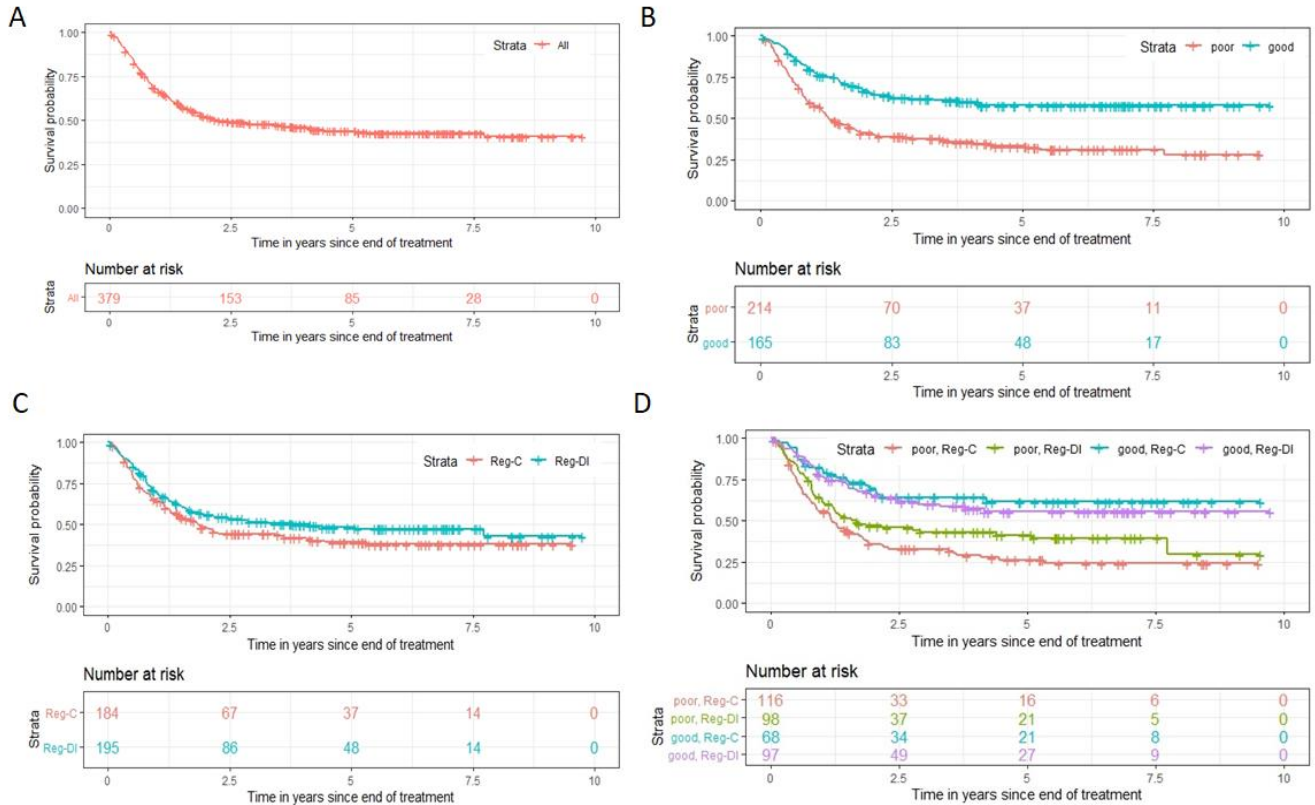 A
Strata All
Survival probability
1.00
0.75
0.50
0.25
0.00
0 2.5 5 7.5 10
Time in years since end of treatment
Number at risk
Strata
All 379 153 85 28 0
0 2.5 5 7.5 10
Time in years since end of treatment
B
Strata poor good
Survival probability
1.00
0.75
0.50
0.25
0.00
0 2.5 5 7.5 10
Time in years since end of treatment
Number at risk
Strata
poor 214 70 37 11 0
good 165 83 48 17 0
0 2.5 5 7.5 10
Time in years since end of treatment
C
Strata Reg-C Reg-DI
Survival probability
1.00
0.75
0.50
0.25
0.00
0 2.5 5 7.5 10
Time in years since end of treatment
Number at risk
Strata
Reg-C 184 67 37 14 0
Reg-DI 195 86 48 14 0
0 2.5 5 7.5 10
Time in years since end of treatment
D
Strata poor, Reg-C poor, Reg-DI good, Reg-C good, Reg-DI
Survival probability
1.00
0.75
0.50
0.25
0.00
0 2.5 5 7.5 10
Time in years since end of treatment
Number at risk
Strata
poor, Reg-C 116 33 16 6 0
poor, Reg-DI 98 37 21 5 0
good, Reg-C 68 34 21 8 0
good, Reg-DI 97 49 27 9 0
0 2.5 5 7.5 10
Time in years since end of treatment